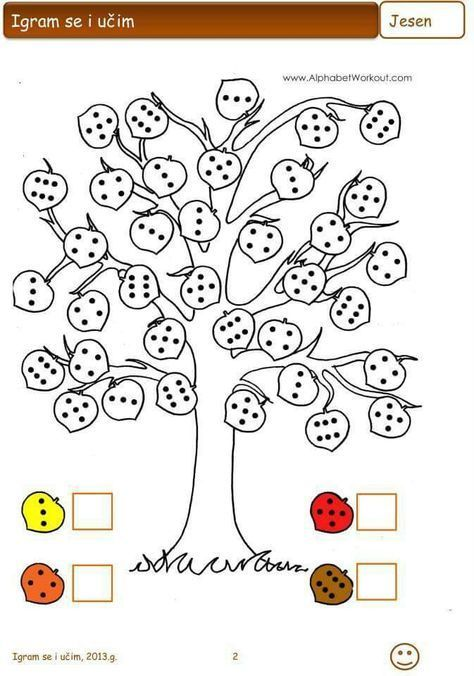 Igram se i učim
Jesen
www.AlphabetWorkout.com
Igram se i učim, 2013.g.
2